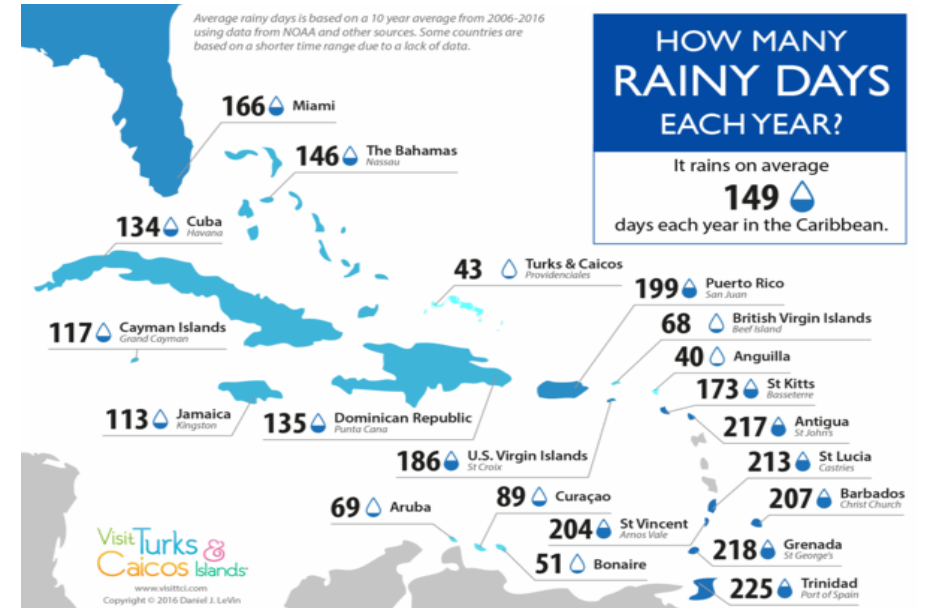 Average rainy days is based on a 10 year average from 2006-2016
using data from NOAA and other sources. Some countries are
based on a shorter time range due to a lack of data.
HOW MANY
RAINY DAYS
EACH YEAR?
It rains on average
149
days each year in the Caribbean.
166 Miami
146 The Bahamas
Nassau
134 Cuba
Havana
43 Turks & Caicos
Providenciales
199 Puerto Rico
San Juan
68 British Virgin Islands
Beef Island
117 Cayman Islands
Grand Cayman
40 Anguilla
173 St Kitts
Basseterre
113 Jamaica
Kingston
135 Dominican Republic
Punta Cana
217 Antigua
St John's
186 U.S. Virgin Islands
St Croix
213 St Lucia
Castries
69 Aruba
89 Curaçao
207 Barbados
Christ Church
204 St Vincent
Arnos Vale
218 Grenada
St George's
51 Bonaire
225 Trinidad
Port of Spain
Visit Turks &
Caicos Islands
www.visittci.com
Copyright © 2016 Daniel J. LeVin